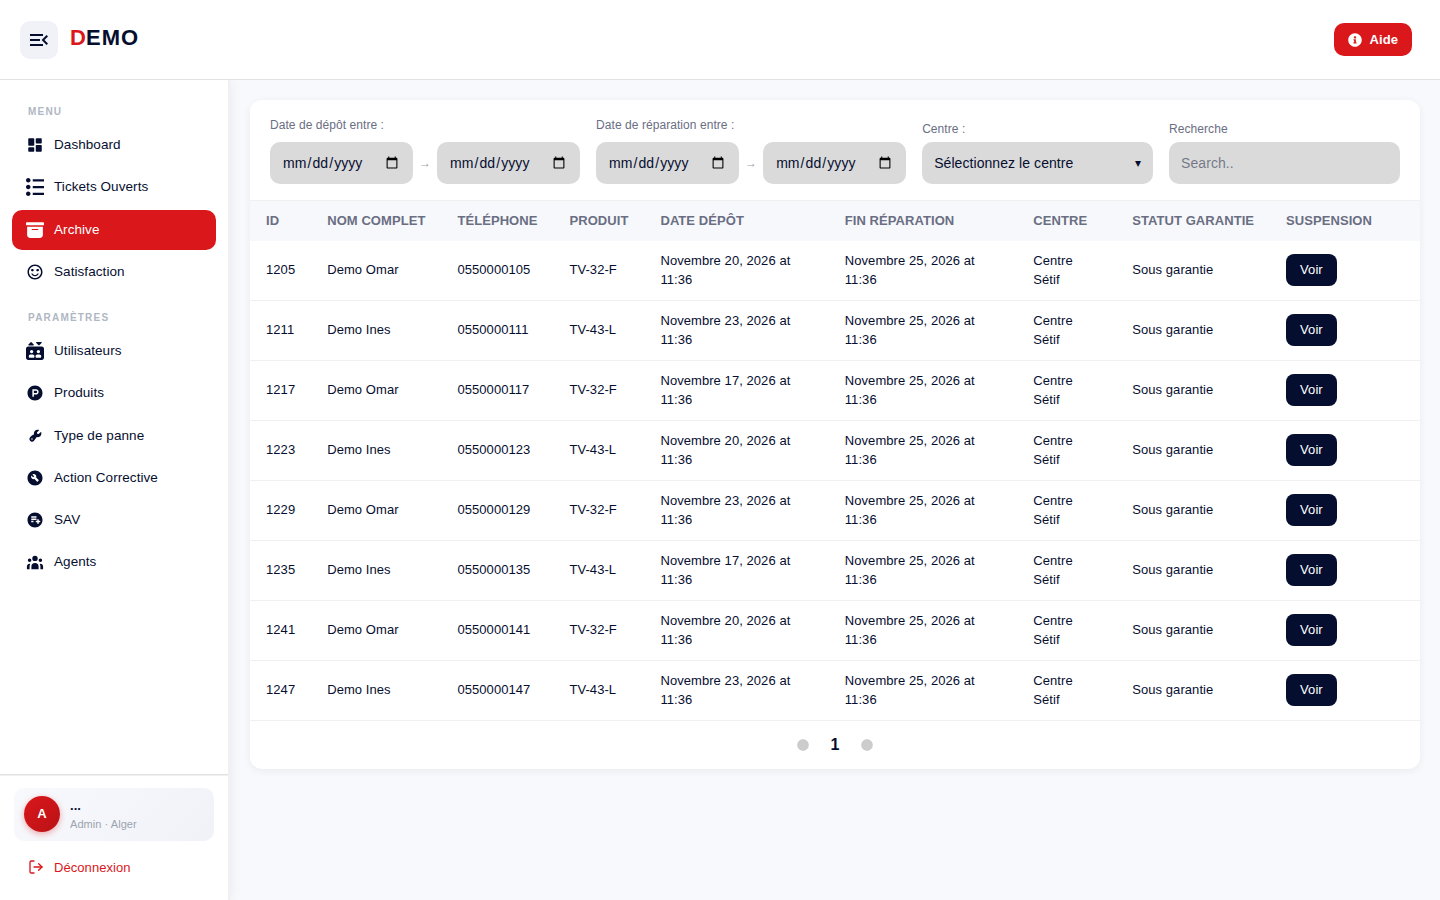 DEMO
Aide
MENU
Dashboard
Tickets Ouverts
Archive
Satisfaction
PARAMÈTRES
Utilisateurs
Produits
Type de panne
Action Corrective
SAV
Agents
A
...
Admin · Alger
Déconnexion
Date de dépôt entre :
mm/dd/yyyy → mm/dd/yyyy
Date de réparation entre :
mm/dd/yyyy → mm/dd/yyyy
Centre :
Sélectionnez le centre
Recherche
Search..
ID NOM COMPLET TÉLÉPHONE PRODUIT DATE DÉPÔT FIN RÉPARATION CENTRE STATUT GARANTIE SUSPENSION
1205 Demo Omar 0550000105 TV-32-F Novembre 20, 2026 at 11:36 Novembre 25, 2026 at 11:36 Centre Sétif Sous garantie Voir
1211 Demo Ines 0550000111 TV-43-L Novembre 23, 2026 at 11:36 Novembre 25, 2026 at 11:36 Centre Sétif Sous garantie Voir
1217 Demo Omar 0550000117 TV-32-F Novembre 17, 2026 at 11:36 Novembre 25, 2026 at 11:36 Centre Sétif Sous garantie Voir
1223 Demo Ines 0550000123 TV-43-L Novembre 20, 2026 at 11:36 Novembre 25, 2026 at 11:36 Centre Sétif Sous garantie Voir
1229 Demo Omar 0550000129 TV-32-F Novembre 23, 2026 at 11:36 Novembre 25, 2026 at 11:36 Centre Sétif Sous garantie Voir
1235 Demo Ines 0550000135 TV-43-L Novembre 17, 2026 at 11:36 Novembre 25, 2026 at 11:36 Centre Sétif Sous garantie Voir
1241 Demo Omar 0550000141 TV-32-F Novembre 20, 2026 at 11:36 Novembre 25, 2026 at 11:36 Centre Sétif Sous garantie Voir
1247 Demo Ines 0550000147 TV-43-L Novembre 23, 2026 at 11:36 Novembre 25, 2026 at 11:36 Centre Sétif Sous garantie Voir
1